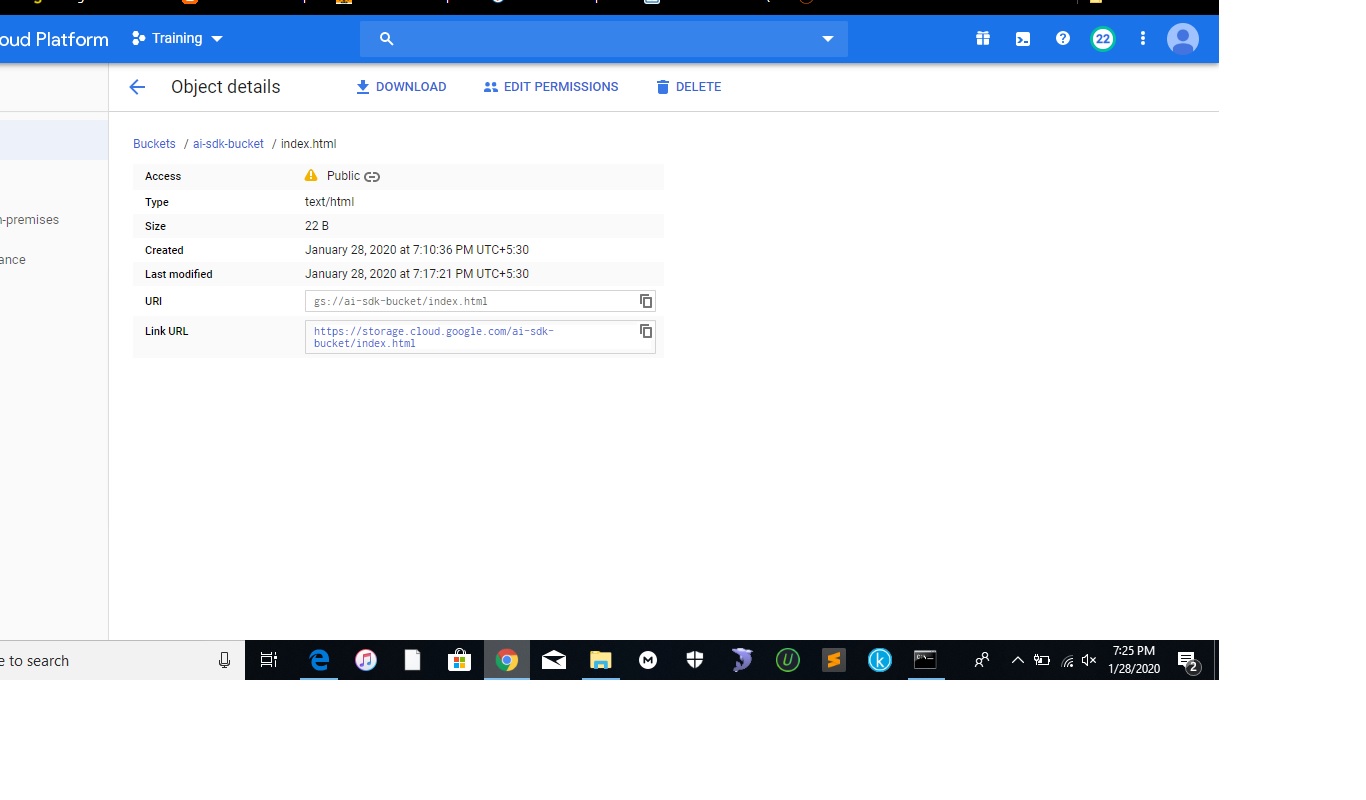 oud Platform
Training
22
Object details
DOWNLOAD
EDIT PERMISSIONS
DELETE
Buckets / ai-sdk-bucket / index.html
Access Public
Type text/html
Size 22 B
Created January 28, 2020 at 7:10:36 PM UTC+5:30
Last modified January 28, 2020 at 7:17:21 PM UTC+5:30
URI gs://ai-sdk-bucket/index.html
Link URL https://storage.cloud.google.com/ai-sdk-
bucket/index.html
-premises
ance
e to search
7:25 PM
1/28/2020
2